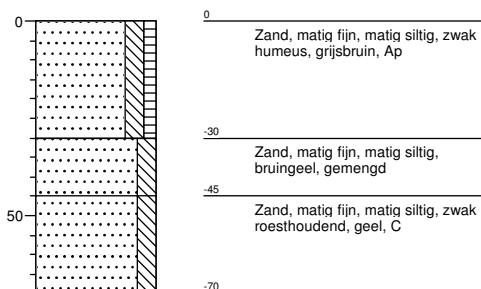 0
0
Zand, matig fijn, matig siltig, zwak
humeus, grijsbruin, Ap
-30
Zand, matig fijn, matig siltig,
bruingeel, gemengd
-45
50
Zand, matig fijn, matig siltig, zwak
roesthoudend, geel, C
-70